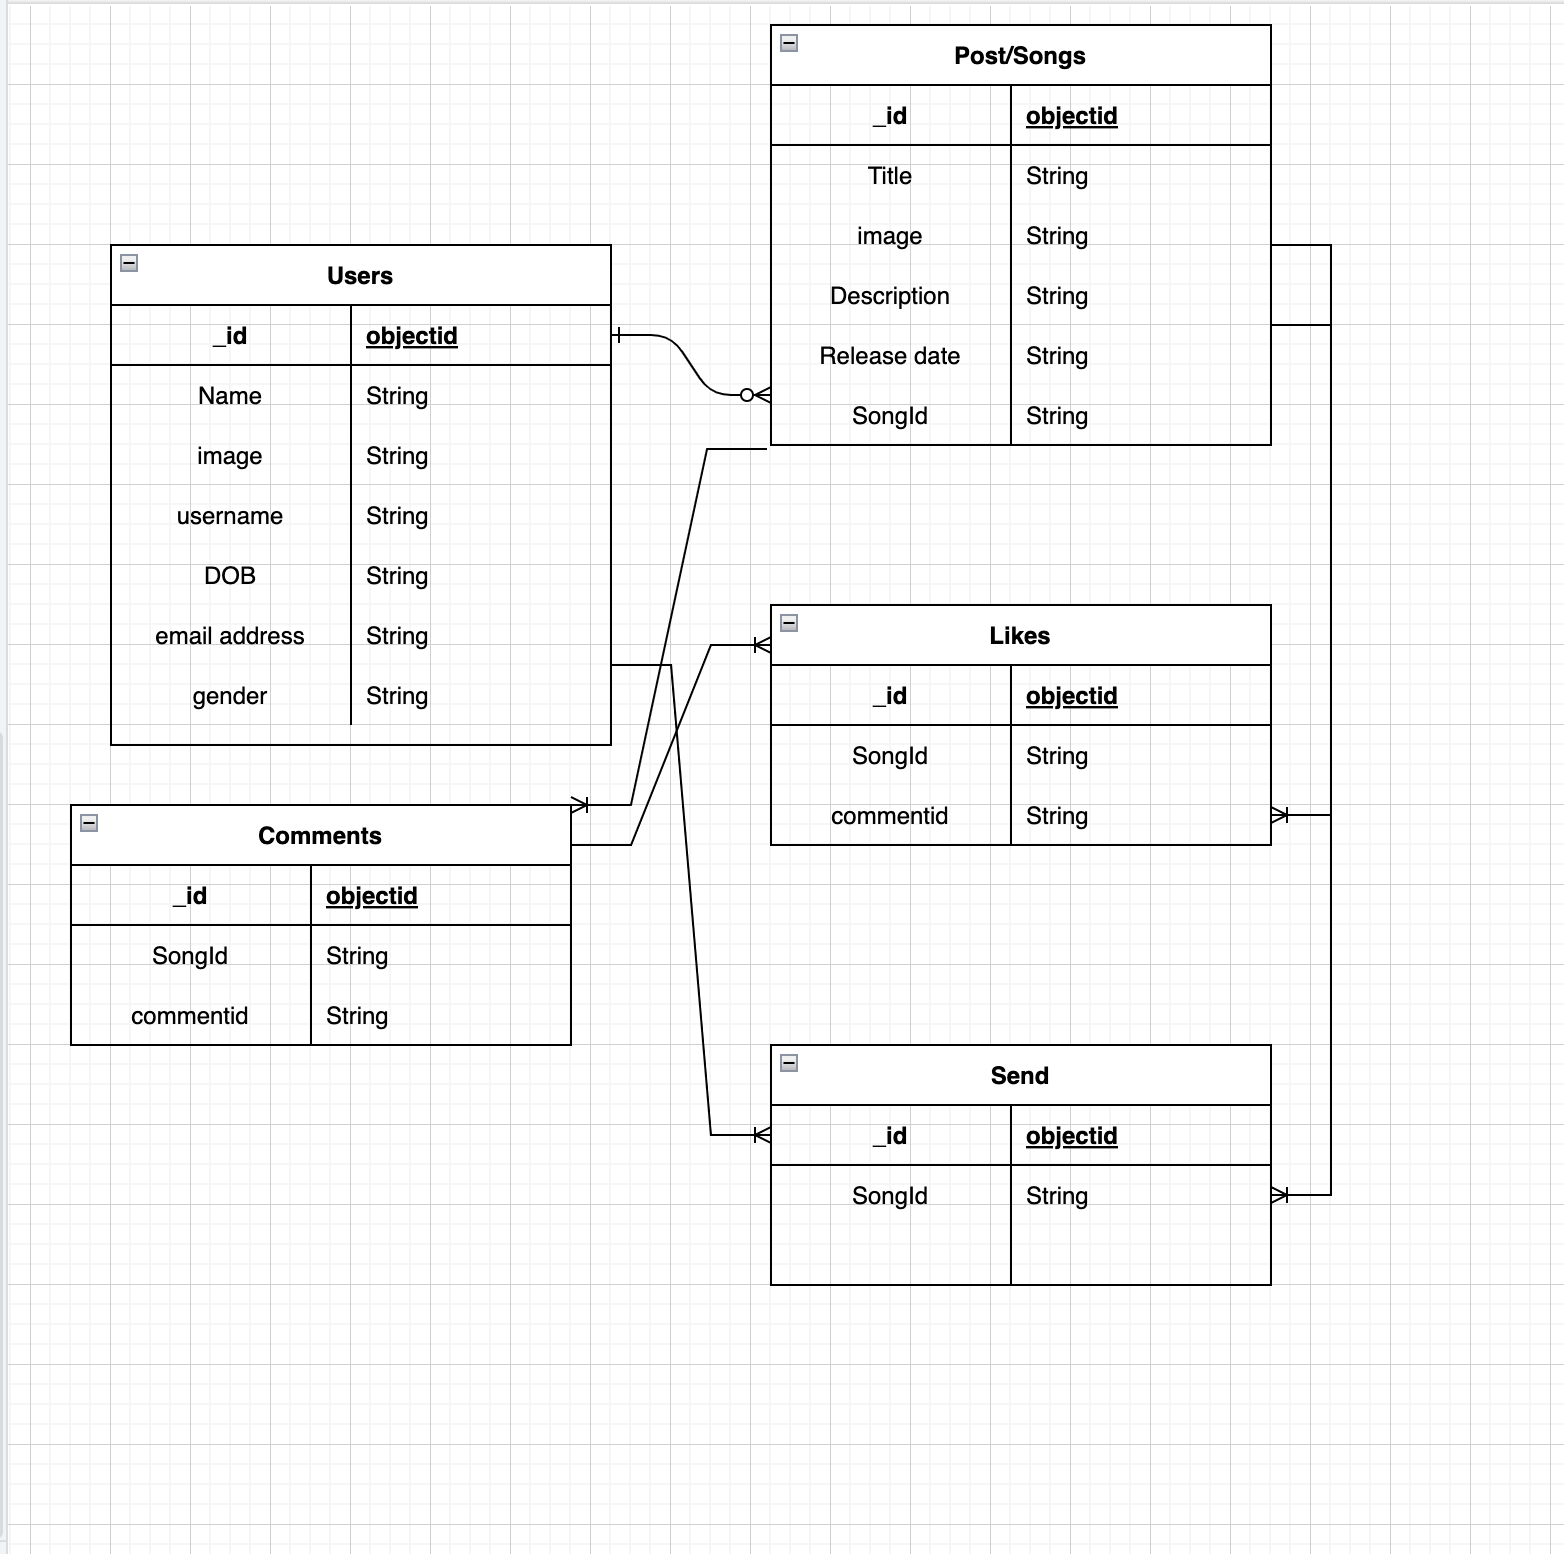 Post/Songs
_id objectid
Title String
image String
Description String
Release date String
SongId String
Users
_id objectid
Name String
image String
username String
DOB String
email address String
gender String
Likes
_id objectid
SongId String
commentid String
Comments
_id objectid
SongId String
commentid String
Send
_id objectid
SongId String